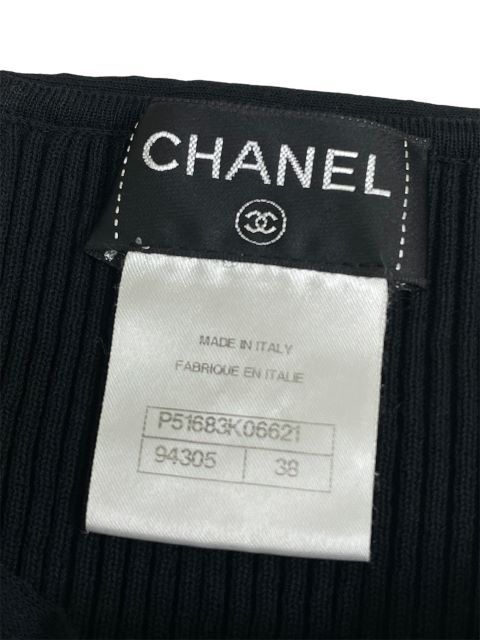 CHANEL
MADE IN ITALY
FABRIQUE EN ITALIE
P51683K06621
94305 38